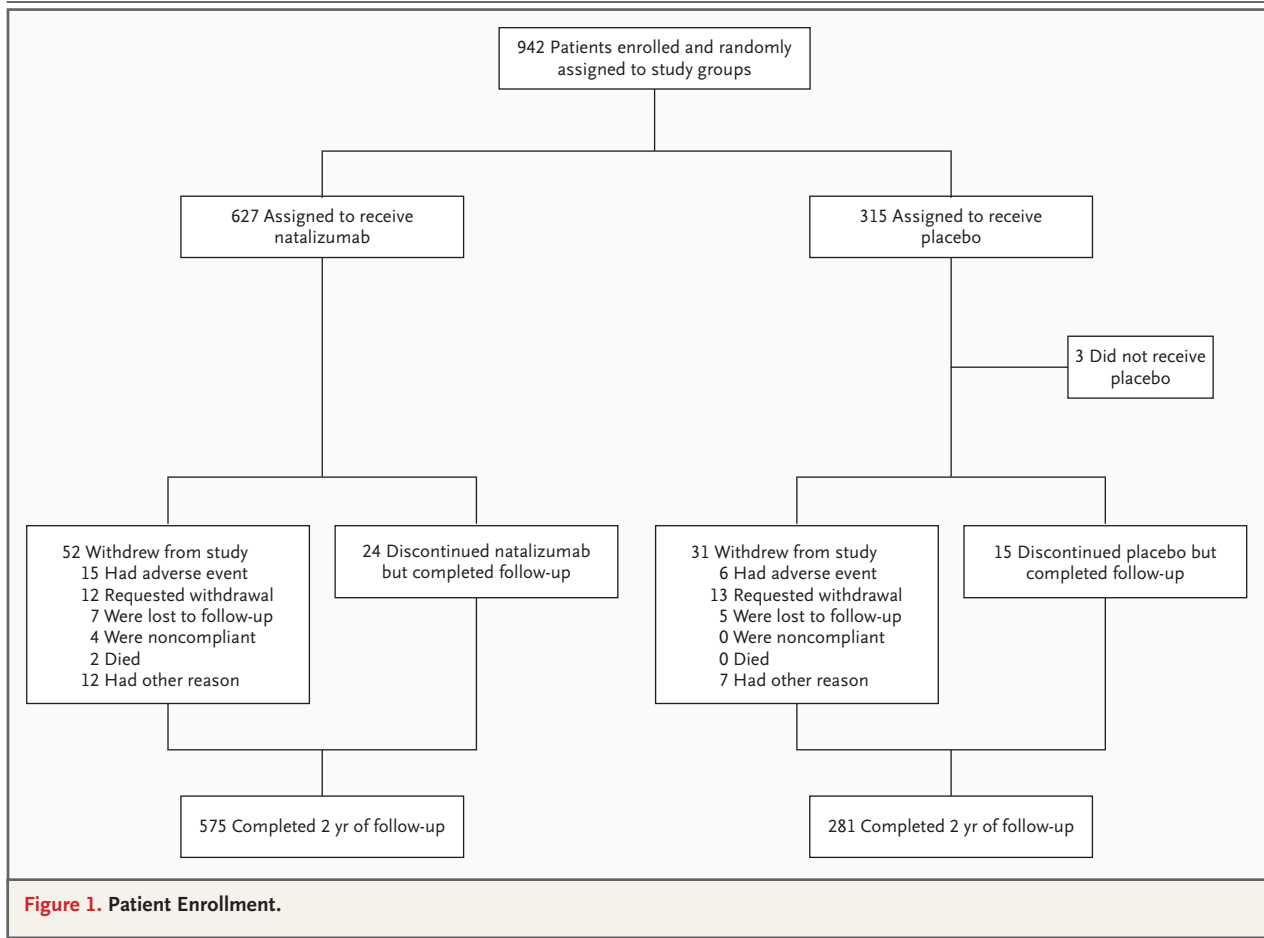 942 Patients enrolled and randomly
assigned to study groups
627 Assigned to receive
natalizumab
315 Assigned to receive
placebo
3 Did not receive
placebo
52 Withdrew from study
15 Had adverse event
12 Requested withdrawal
7 Were lost to follow-up
4 Were noncompliant
2 Died
12 Had other reason
24 Discontinued natalizumab
but completed follow-up
31 Withdrew from study
6 Had adverse event
13 Requested withdrawal
5 Were lost to follow-up
0 Were noncompliant
0 Died
7 Had other reason
15 Discontinued placebo but
completed follow-up
575 Completed 2 yr of follow-up
281 Completed 2 yr of follow-up
Figure 1. Patient Enrollment.